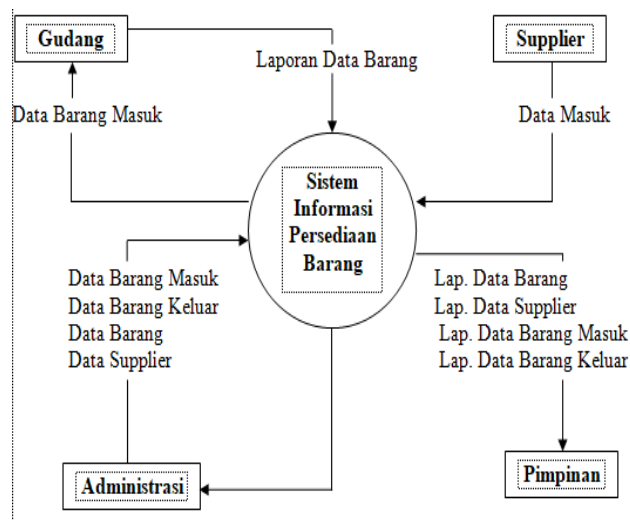 Gudang
Supplier
Laporan Data Barang
Data Barang Masuk
Data Masuk
Sistem
Informasi
Persediaan
Barang
Data Barang Masuk
Data Barang Keluar
Data Barang
Data Supplier
Lap. Data Barang
Lap. Data Supplier
Lap. Data Barang Masuk
Lap. Data Barang Keluar
Administrasi
Pimpinan